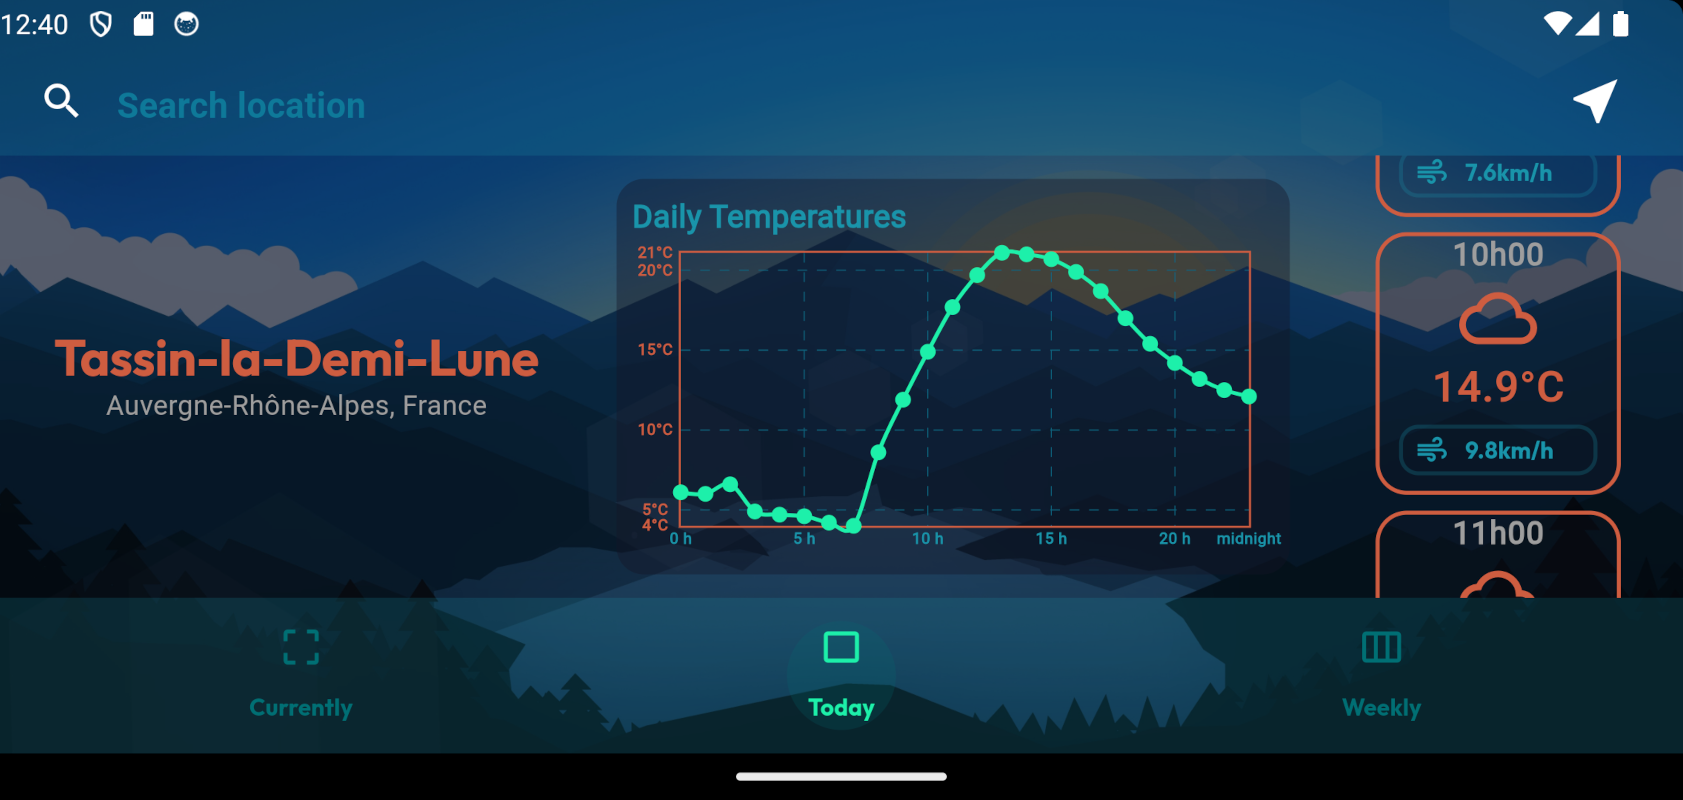 12:40
Search location
Tassin-la-Demi-Lune
Auvergne-Rhône-Alpes, France
Daily Temperatures
21°C
20°C
15°C
10°C
5°C
4°C
0 h 5 h 10 h 15 h 20 h midnight
7.6km/h
10h00
14.9°C
9.8km/h
11h00
Currently Today Weekly